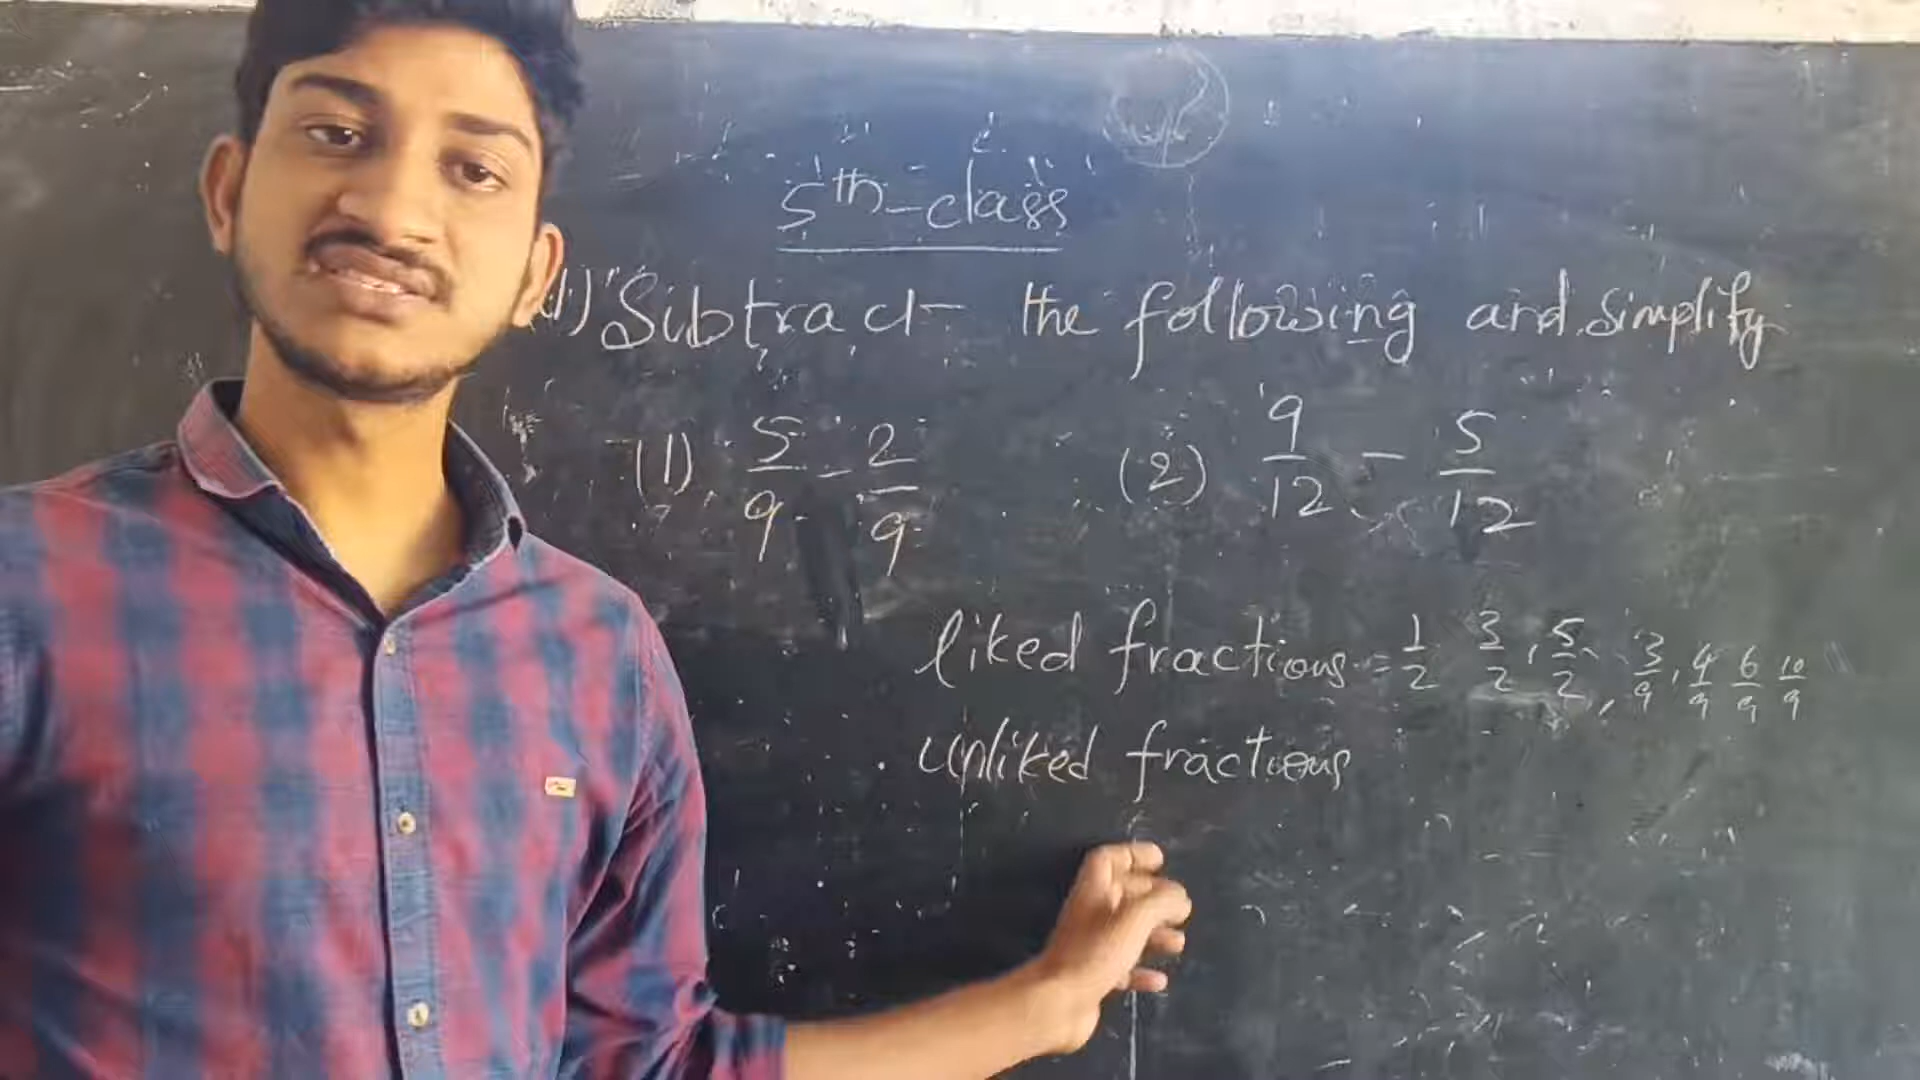 5th-class
1) Subtract the following and simplify
(1) 5/9 - 2/9 (2) 9/12 - 5/12
liked fractions = 1/2 3/2, 5/2, 3/9, 4/9 6/9 10/9
unliked fractions